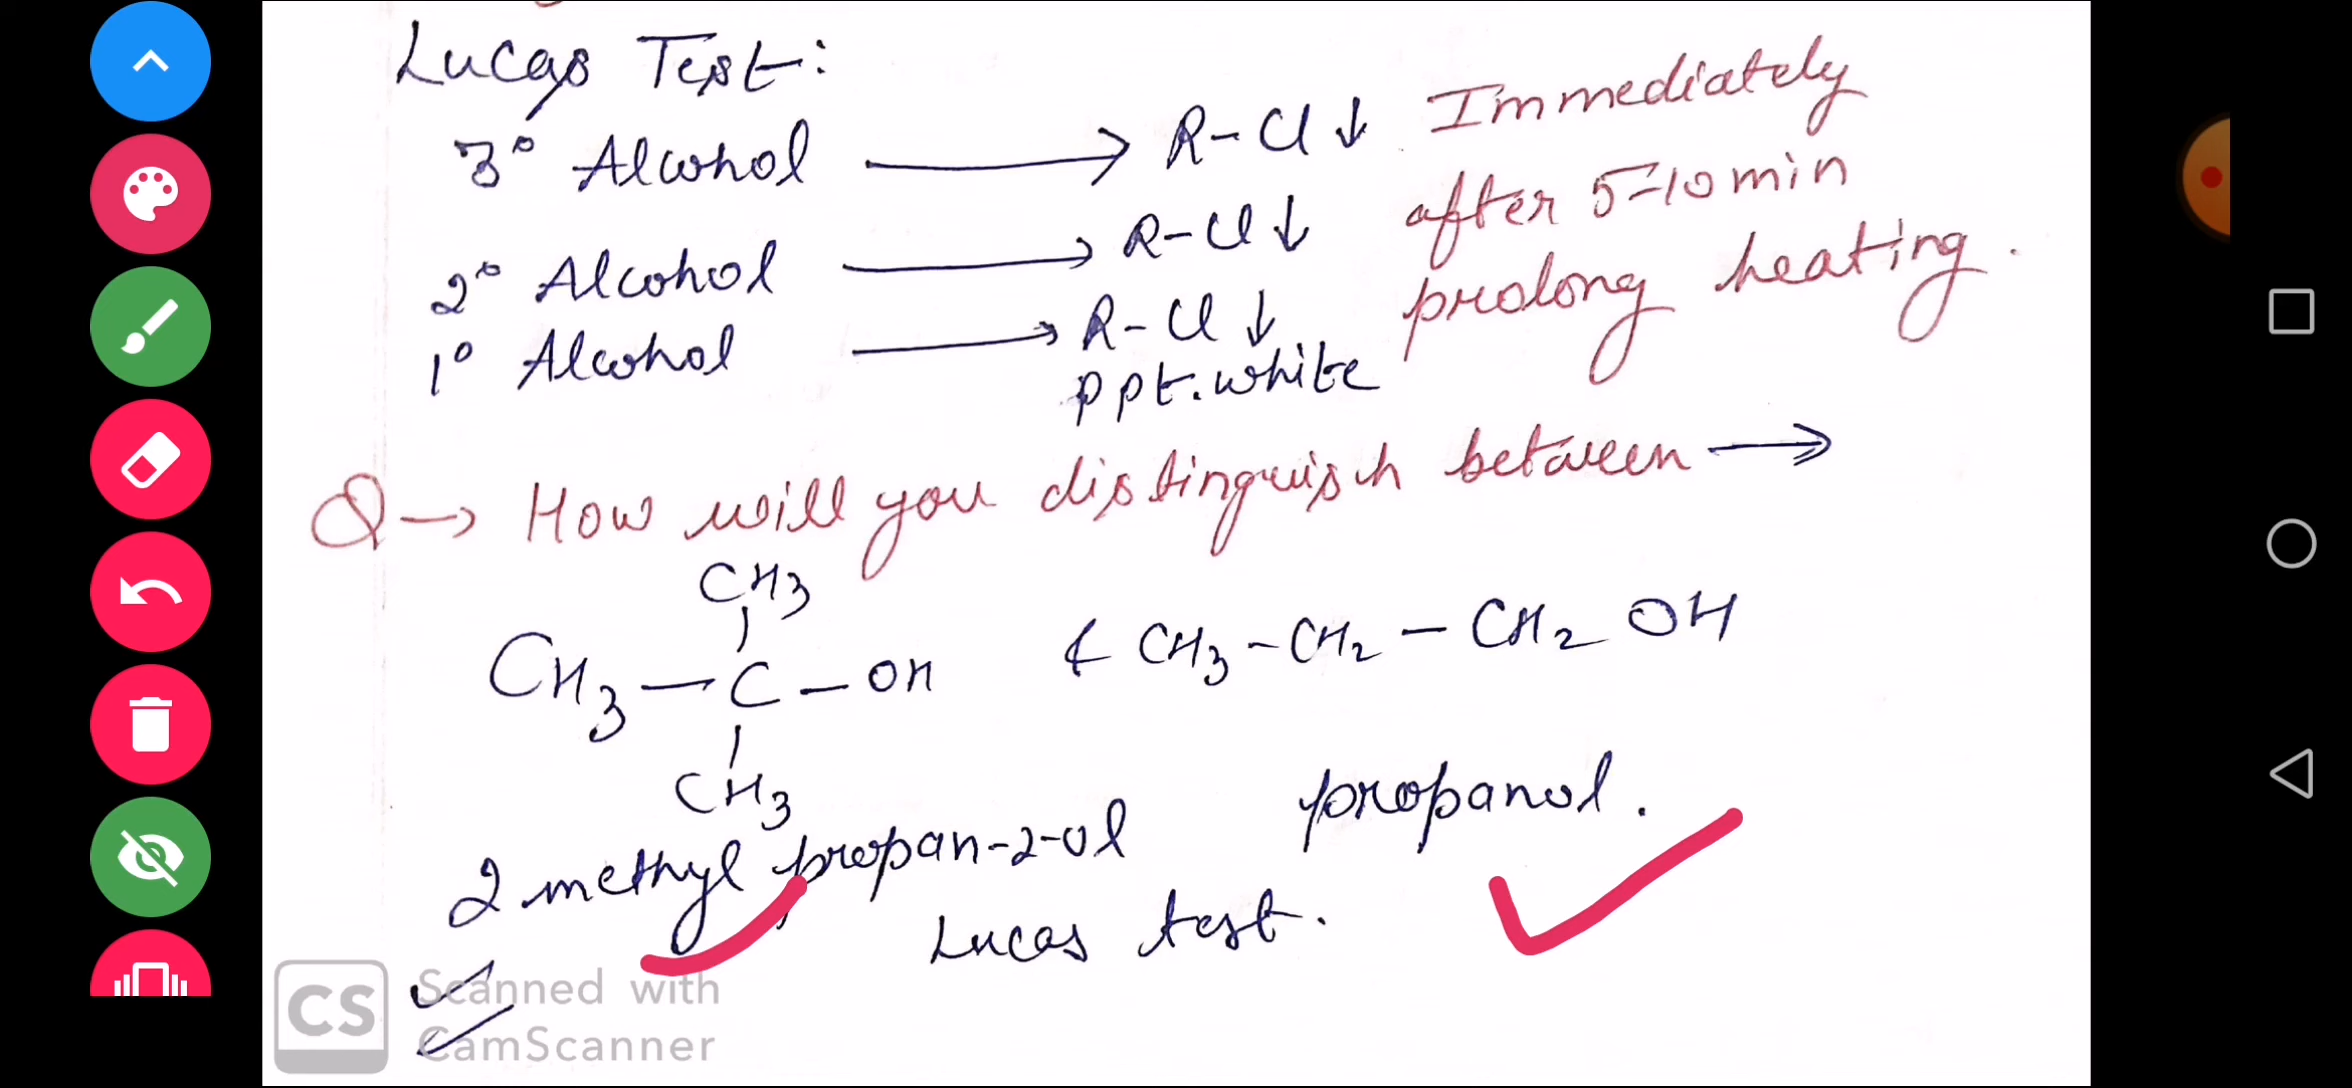 Lucas Test:
3° Alcohol → R-Cl ↓ Immediately
2° Alcohol → R-Cl ↓ after 5-10 min
1° Alcohol → R-Cl ↓ prolong heating.
ppt. white
Q → How will you distinguish between →
CH3
CH3 — C — OH & CH3 - CH2 - CH2 OH
CH3
2 methyl propan-2-ol propanol.
Lucas test.
CS Scanned with
CamScanner